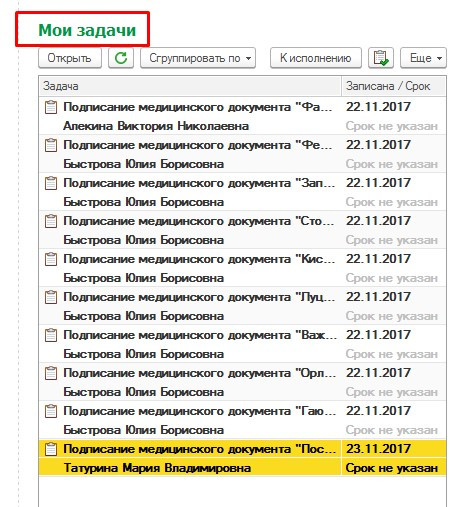 Мои задачи
Открыть Сгруппировать по К исполнению Еще
Задача Записана / Срок
Подписание медицинского документа "Фа... 22.11.2017
Алекина Виктория Николаевна Срок не указан
Подписание медицинского документа "Фе... 22.11.2017
Быстрова Юлия Борисовна Срок не указан
Подписание медицинского документа "Зап... 22.11.2017
Быстрова Юлия Борисовна Срок не указан
Подписание медицинского документа "Сто... 22.11.2017
Быстрова Юлия Борисовна Срок не указан
Подписание медицинского документа "Кис... 22.11.2017
Быстрова Юлия Борисовна Срок не указан
Подписание медицинского документа "Луц... 22.11.2017
Быстрова Юлия Борисовна Срок не указан
Подписание медицинского документа "Важ... 22.11.2017
Быстрова Юлия Борисовна Срок не указан
Подписание медицинского документа "Орл... 22.11.2017
Быстрова Юлия Борисовна Срок не указан
Подписание медицинского документа "Гаю... 22.11.2017
Быстрова Юлия Борисовна Срок не указан
Подписание медицинского документа "Пос... 23.11.2017
Татурина Мария Владимировна Срок не указан